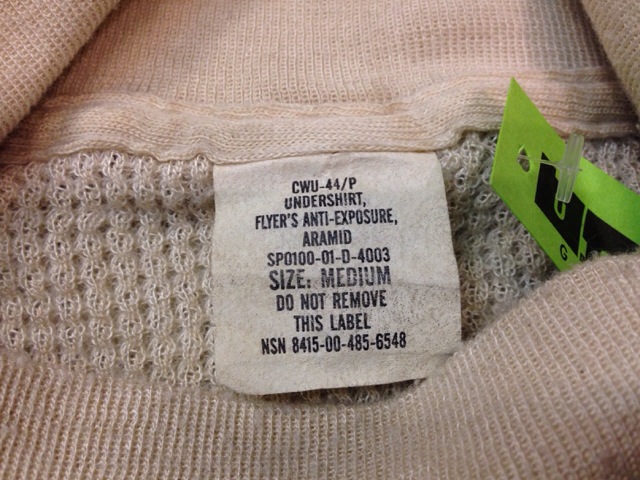 CWU-44/P
UNDERSHIRT,
FLYER'S ANTI-EXPOSURE,
ARAMID
SPO100-01-D-4003
SIZE: MEDIUM
DO NOT REMOVE
THIS LABEL
NSN 8415-00-485-6548
G